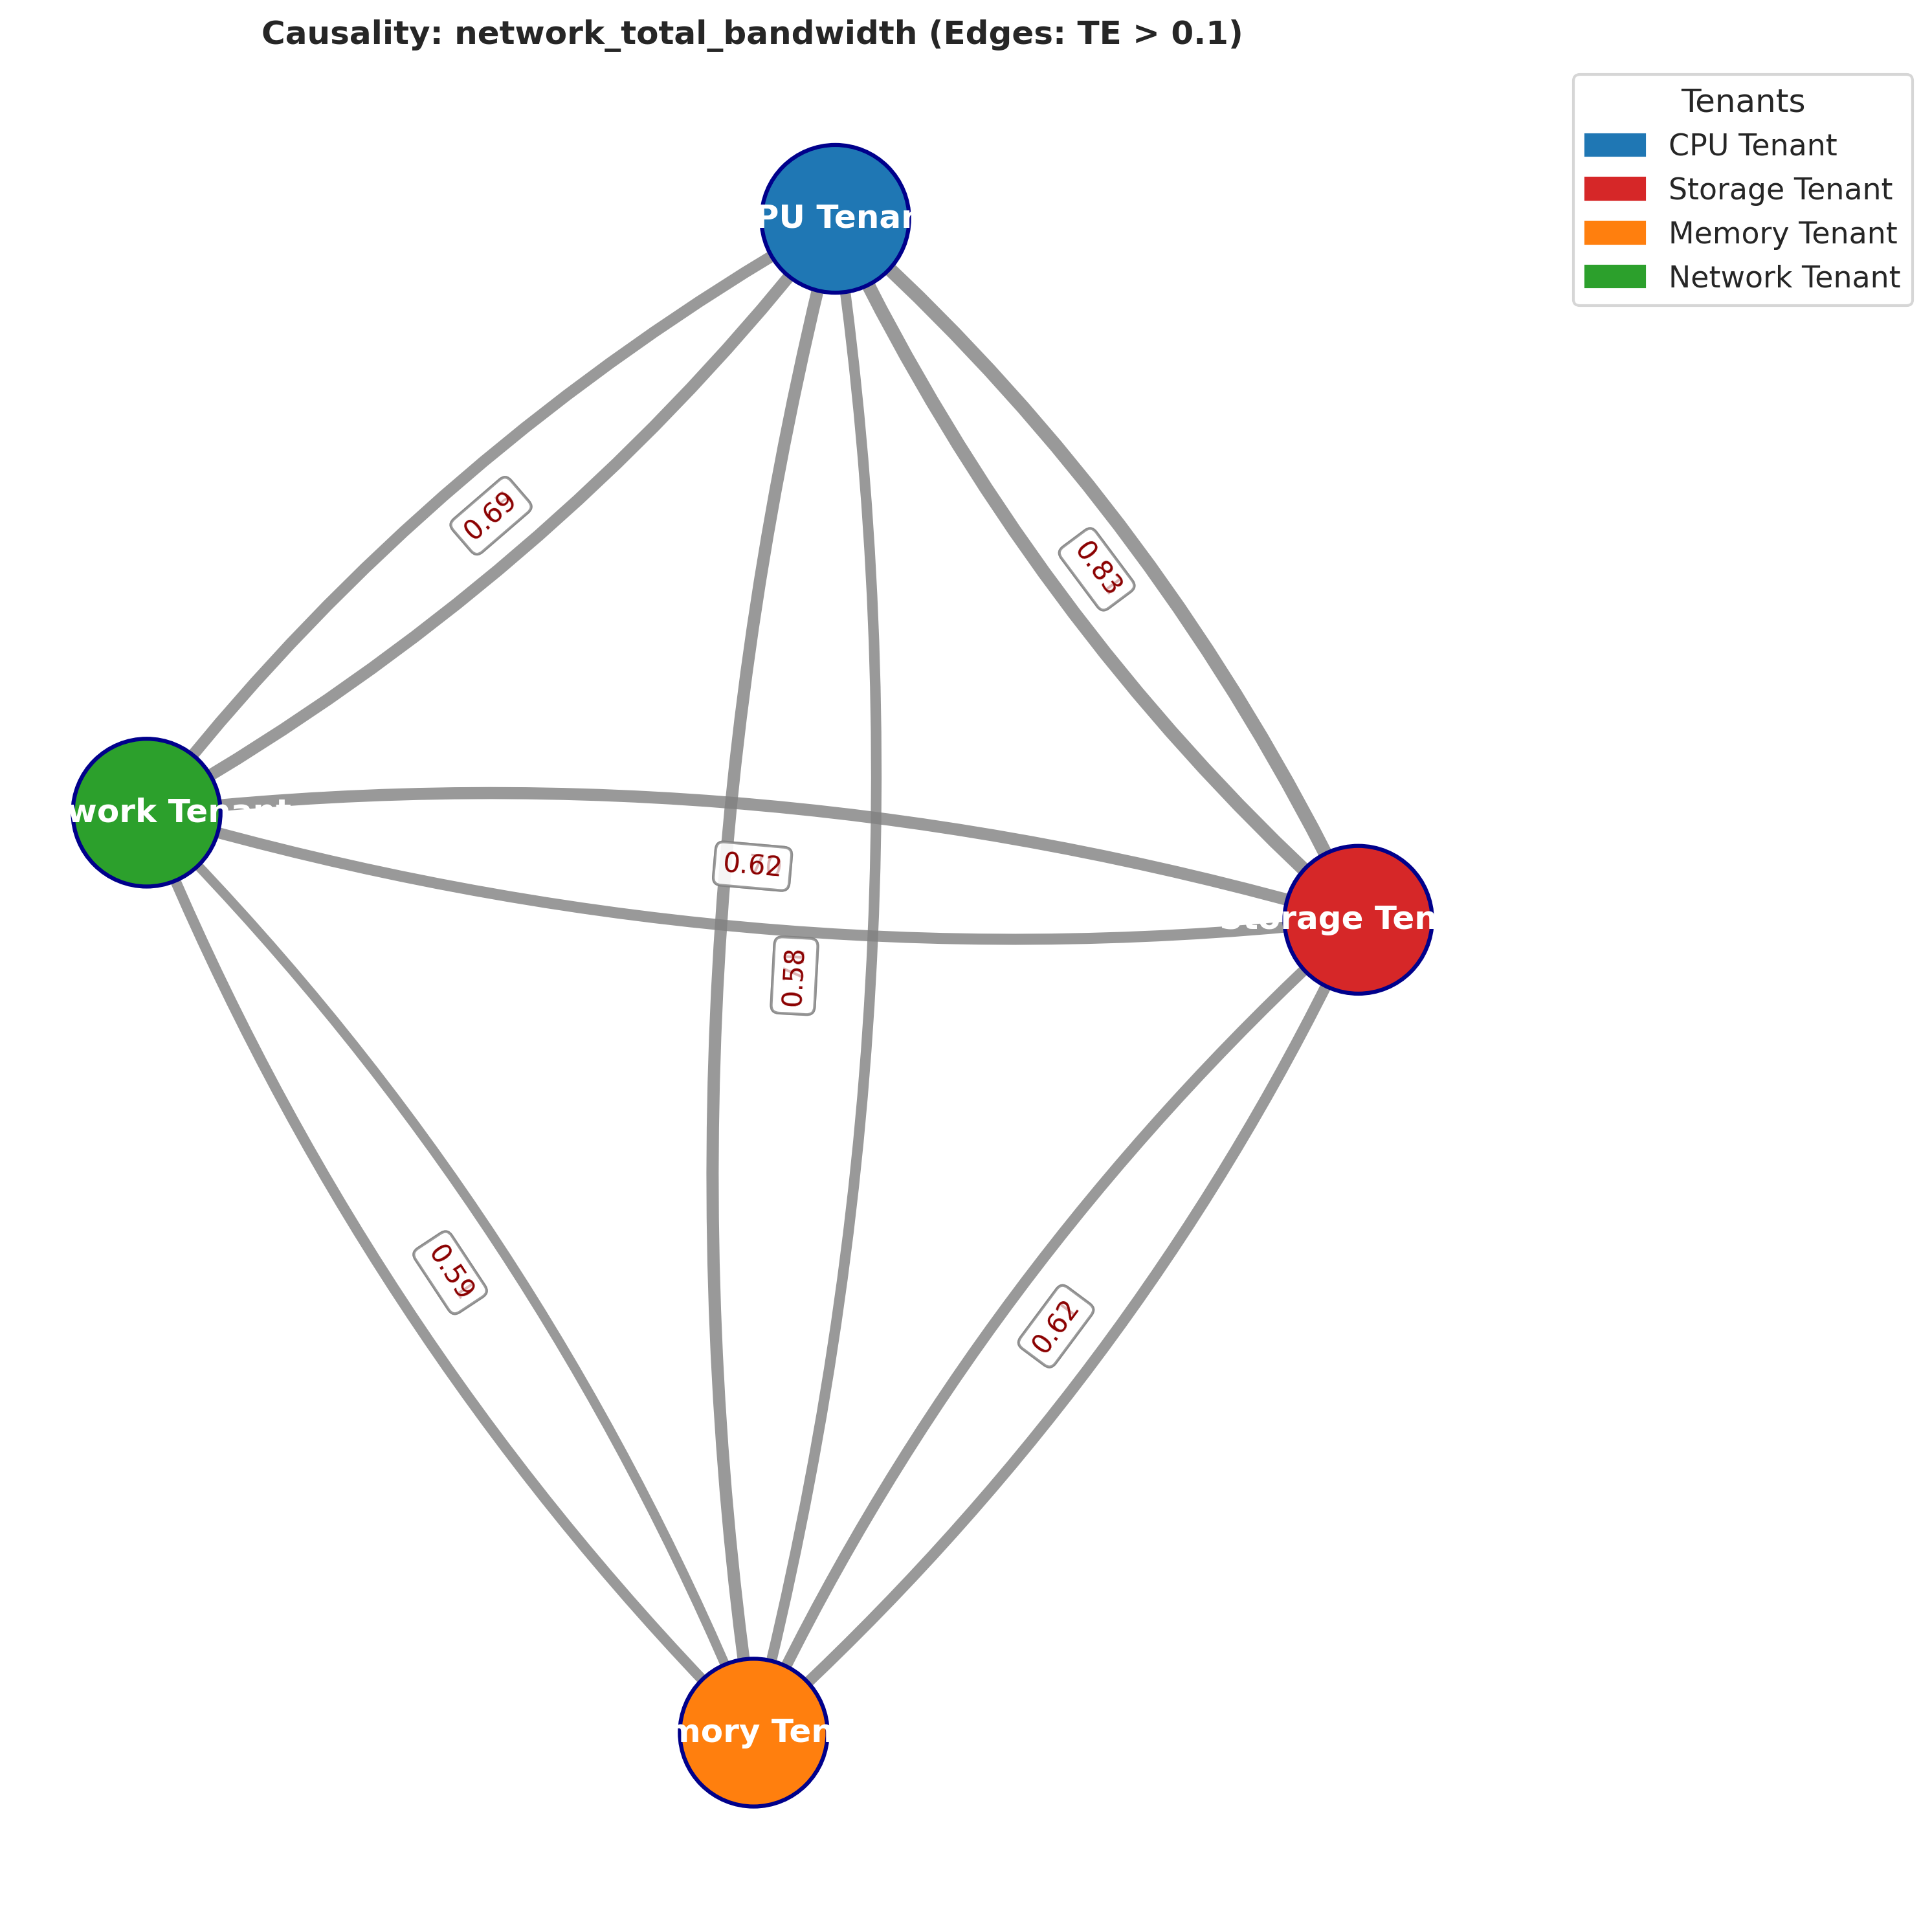 Causality: network_total_bandwidth (Edges: TE > 0.1)
Tenants
CPU Tenant
Storage Tenant
Memory Tenant
Network Tenant
PU Tenan
0.69
0.83
work Tenant
0.62
Storage Ten
0.58
0.59
0.62
mory Ten